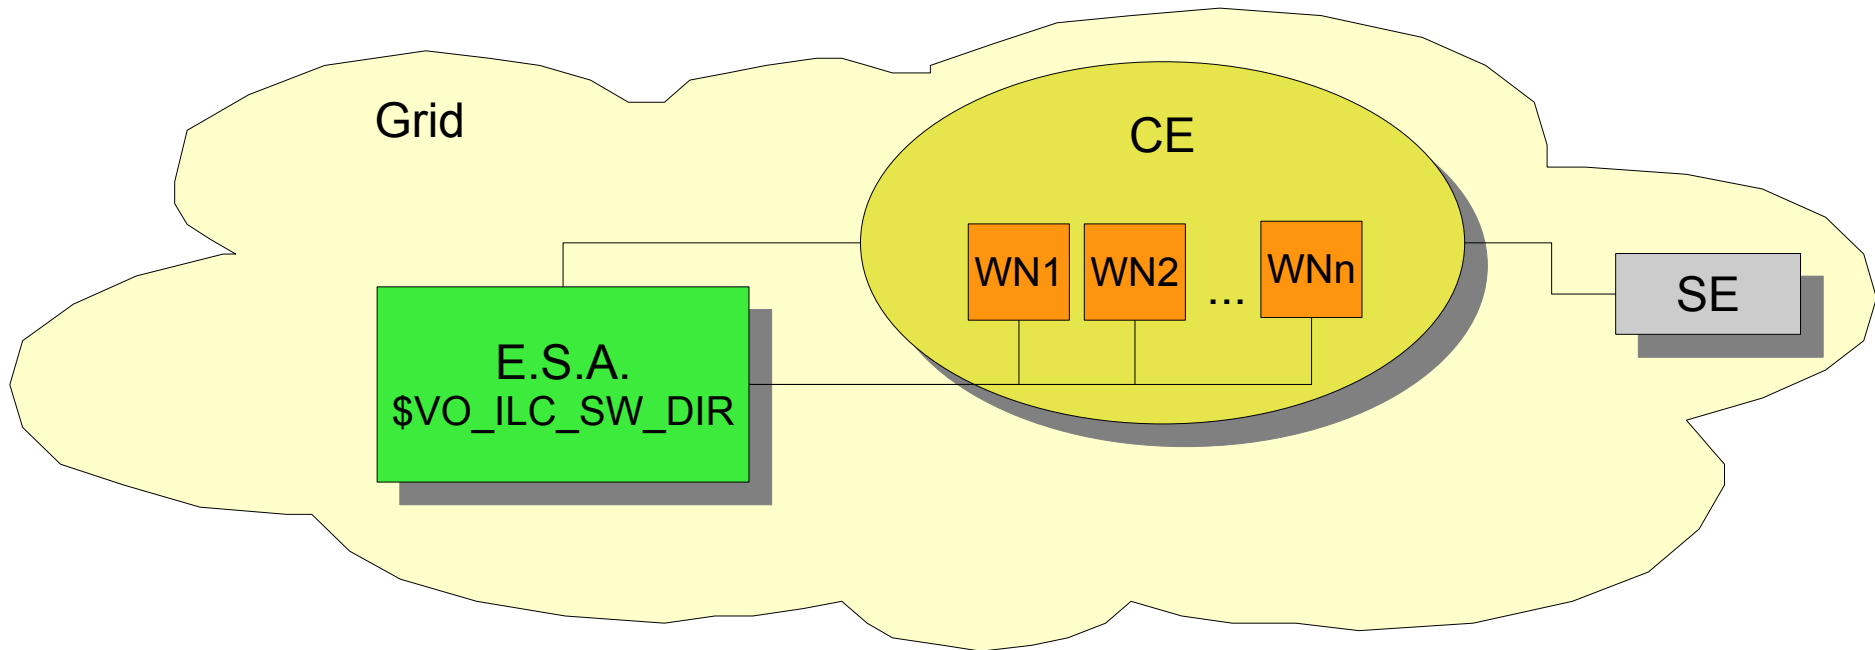 Grid
CE
WN1 WN2 ... WNn
SE
E.S.A.
$VO_ILC_SW_DIR